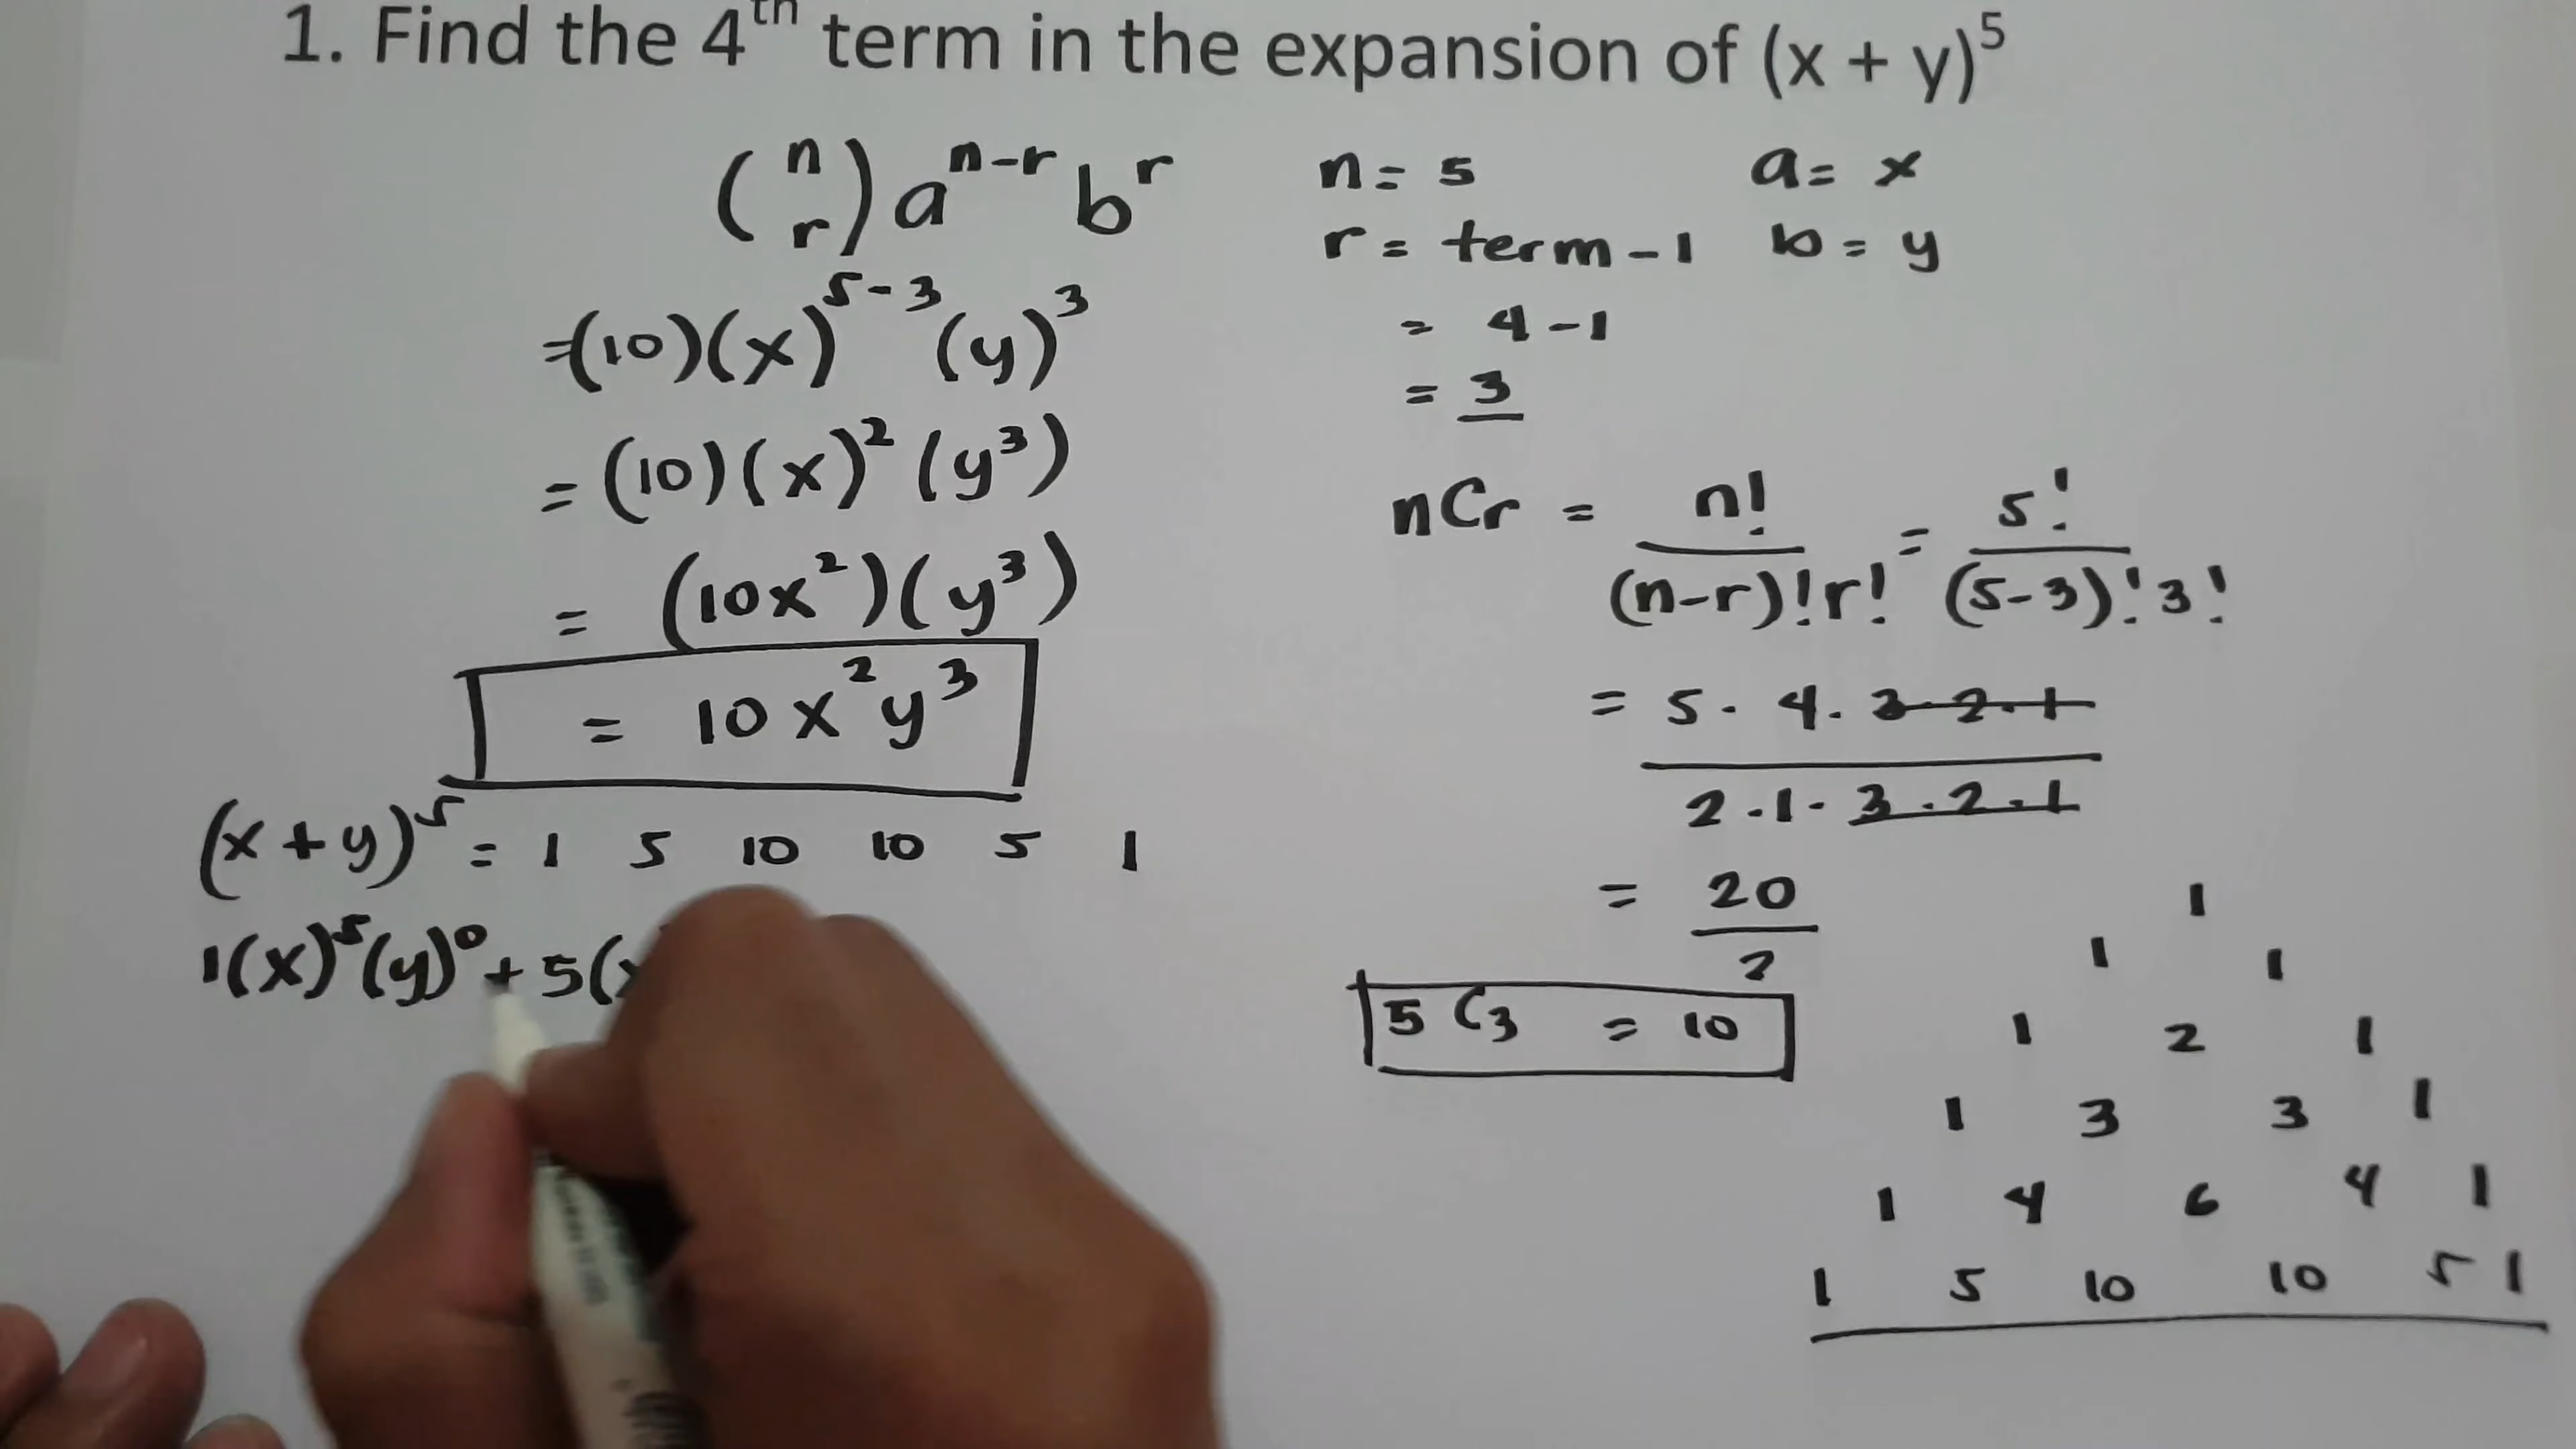 1. Find the 4th term in the expansion of (x + y)^5
(n r) a^n-r b^r
=(10)(x)^5-3 (y)^3
= (10)(x)^2 (y^3)
= (10x^2)(y^3)
= 10x^2y^3
(x+y)^5 = 1 5 10 10 5 1
1(x)^5(y)^0 + 5(x
n = 5 a = x
r = term - 1 b = y
= 4 - 1
= 3
nCr = n! / (n-r)!r! = 5! / (5-3)!3!
= 5 · 4 · 3 · 2 · 1
2 · 1 · 3 · 2 · 1
= 20
2
5C3 = 10
1
1 1
1 2 1
1 3 3 1
1 4 6 4 1
1 5 10 10 5 1